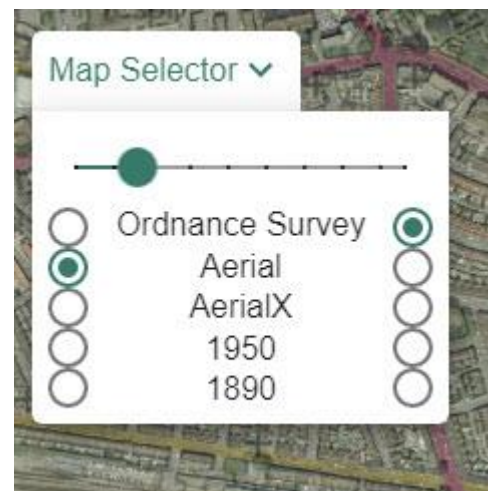 Map Selector
Ordnance Survey
Aerial
AerialX
1950
1890